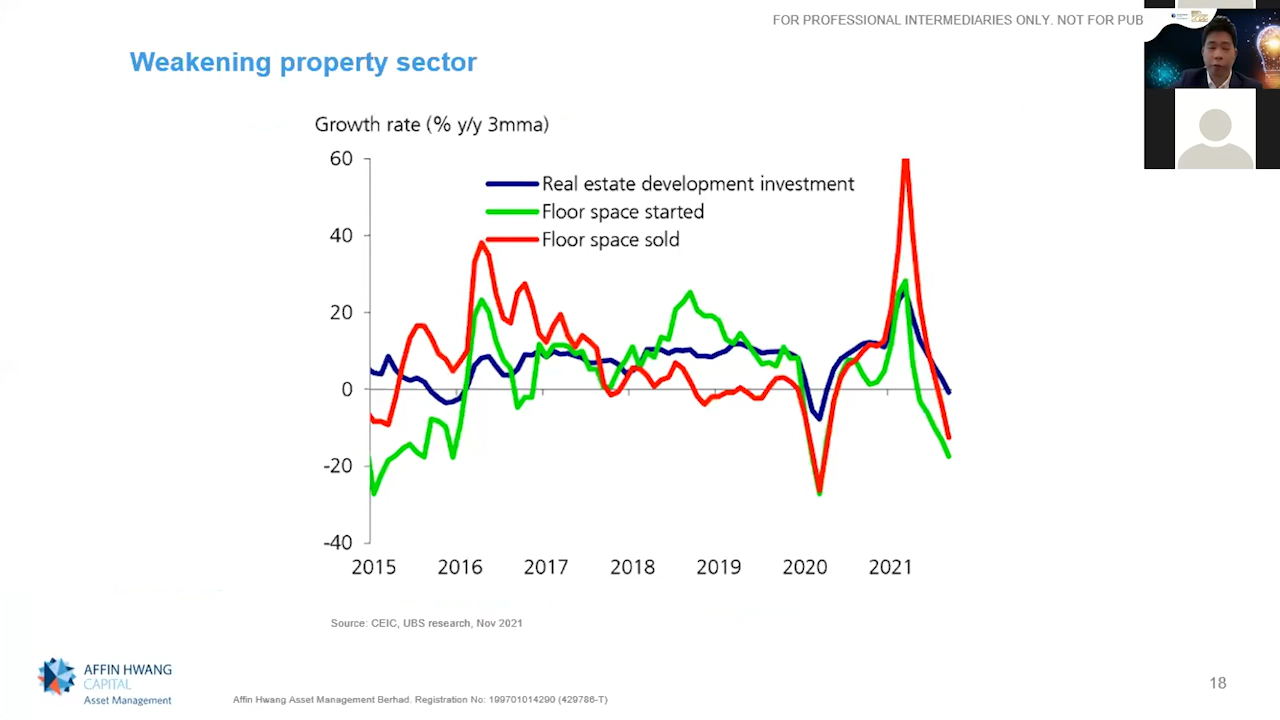 FOR PROFESSIONAL INTERMEDIARIES ONLY. NOT FOR PUB
Weakening property sector
Growth rate (% y/y 3mma)
60
40
20
0
-20
-40
Real estate development investment
Floor space started
Floor space sold
2015 2016 2017 2018 2019 2020 2021
Source: CEIC, UBS research, Nov 2021
AFFIN HWANG
CAPITAL
Asset Management
Affin Hwang Asset Management Berhad. Registration No: 199701014290 (429786-T)
18